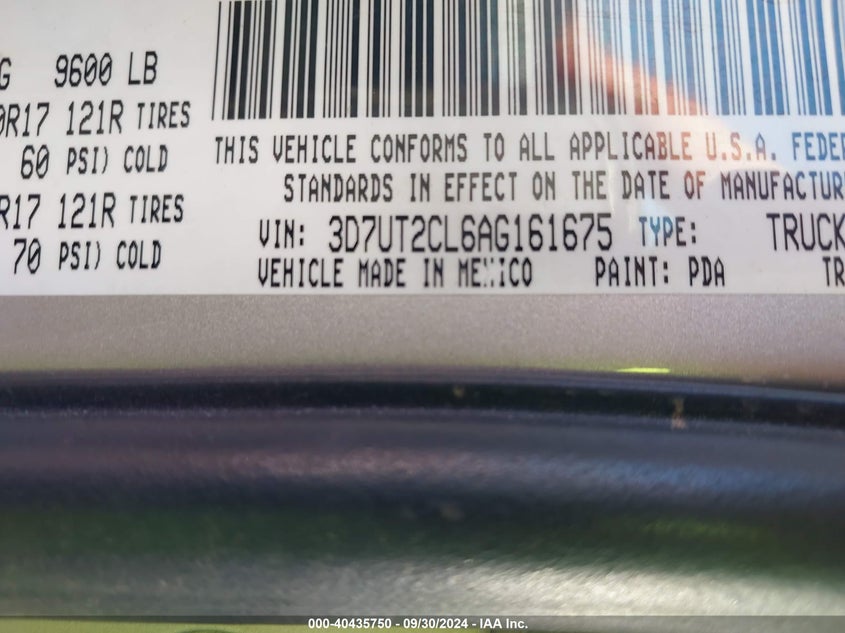 G 9600 LB
0R17 121R TIRES
60 PSI) COLD
R17 121R TIRES
70 PSI) COLD
THIS VEHICLE CONFORMS TO ALL APPLICABLE U.S.A. FEDER
STANDARDS IN EFFECT ON THE DATE OF MANUFACTUR
VIN: 3D7UT2CL6AG161675 TYPE: TRUCK
VEHICLE MADE IN MEXICO PAINT: PDA TR
000-40435750 - 09/30/2024 - IAA Inc.